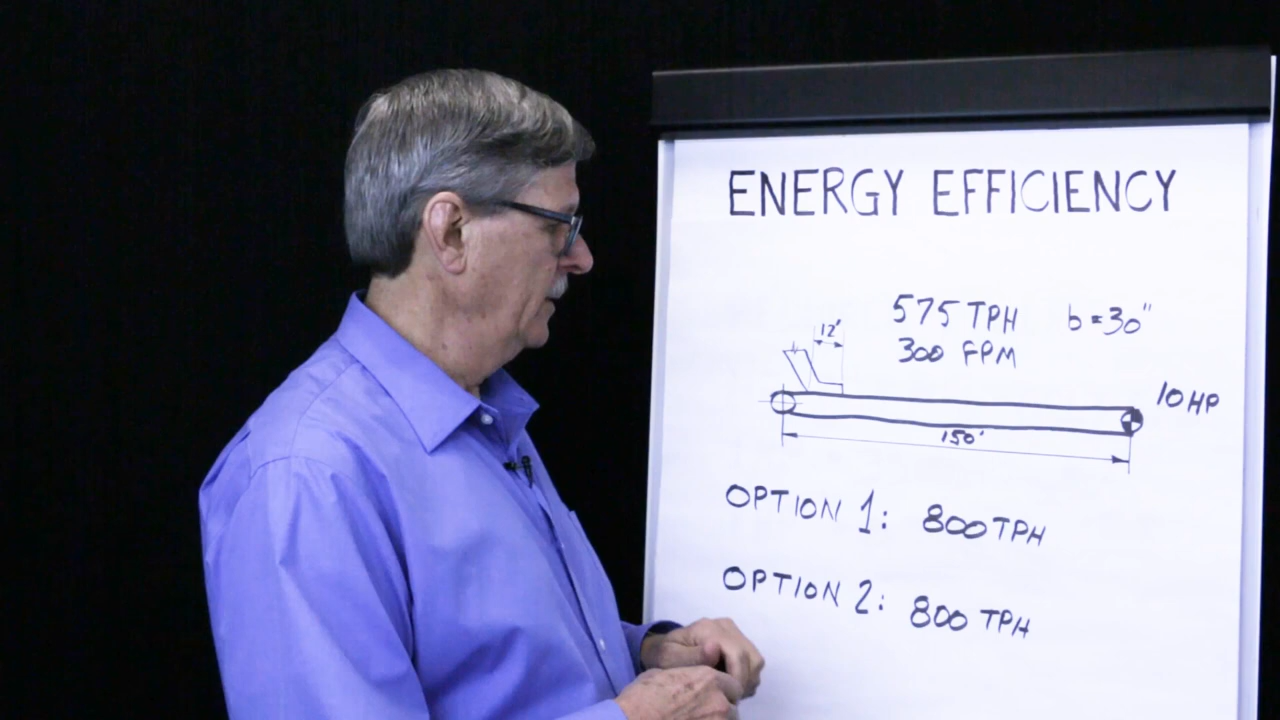 ENERGY EFFICIENCY
575 TPH b=30"
300 FPM
12'
10 HP
150'
OPTION 1: 800 TPH
OPTION 2: 800 TPH